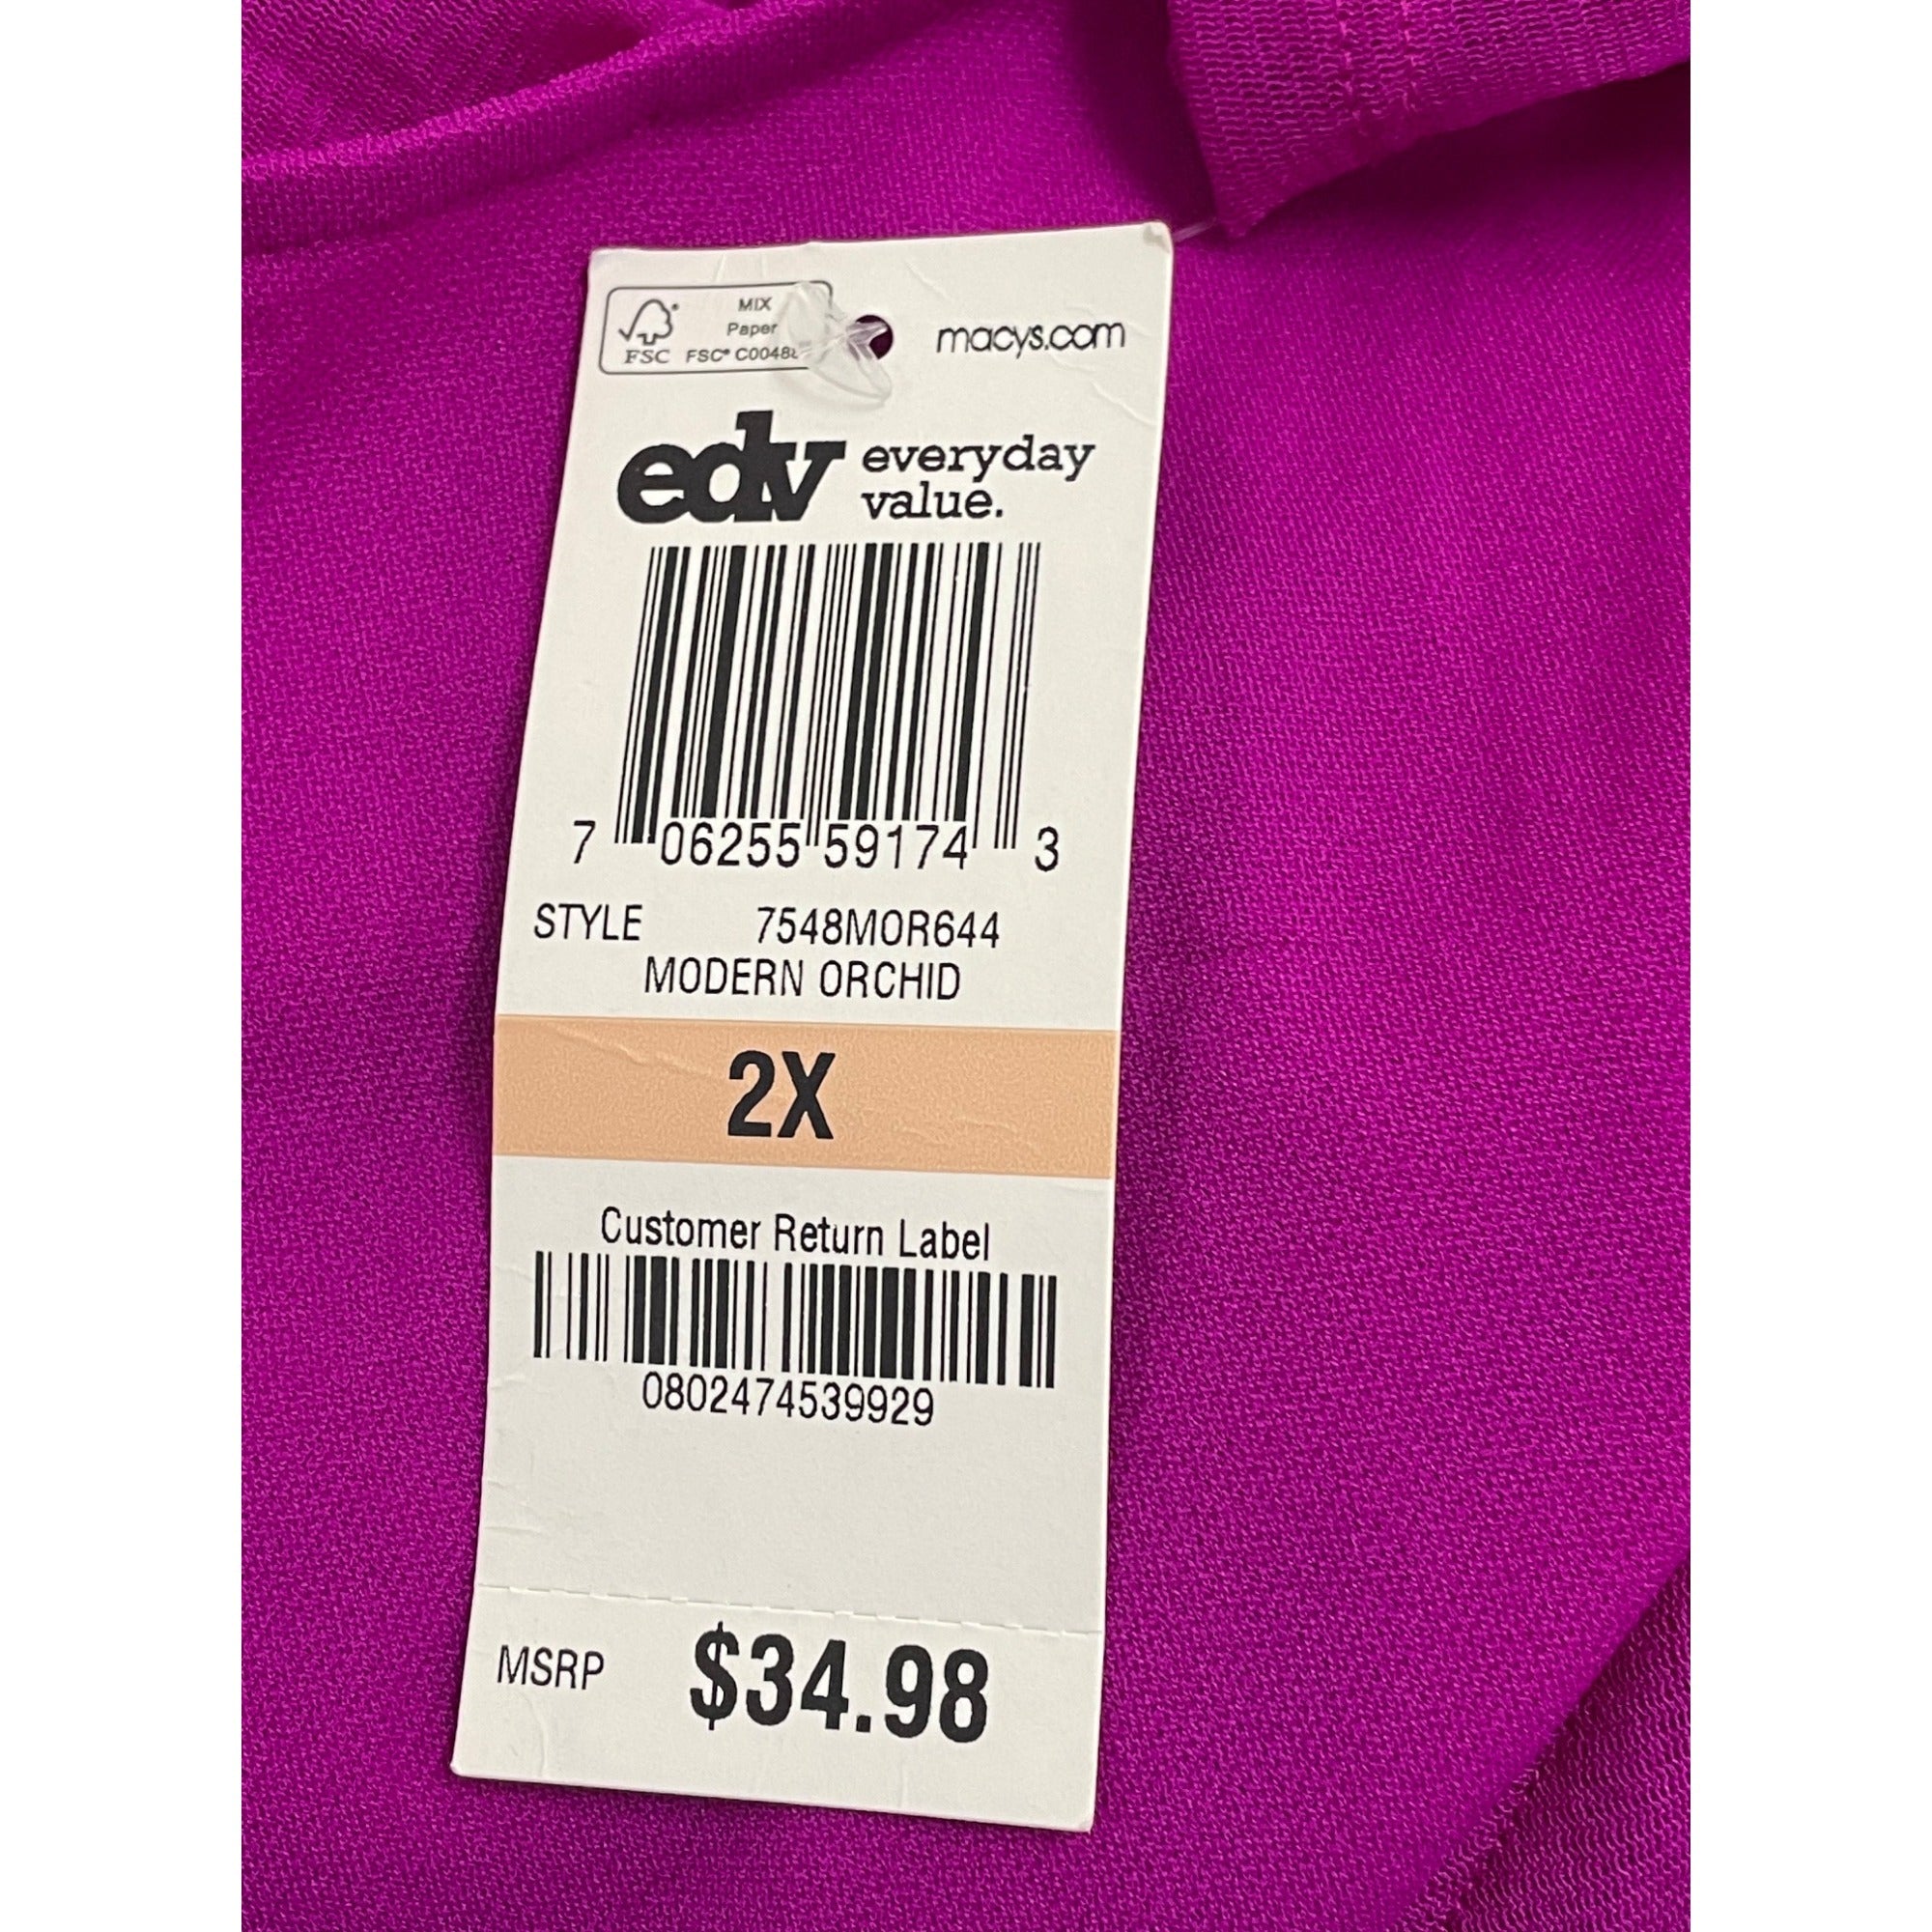 MIX
Paper
FSC FSC® C0048
macys.com
edv everyday
value.
7 06255 59174 3
STYLE 7548MOR644
MODERN ORCHID
2X
Customer Return Label
0802474539929
MSRP $34.98